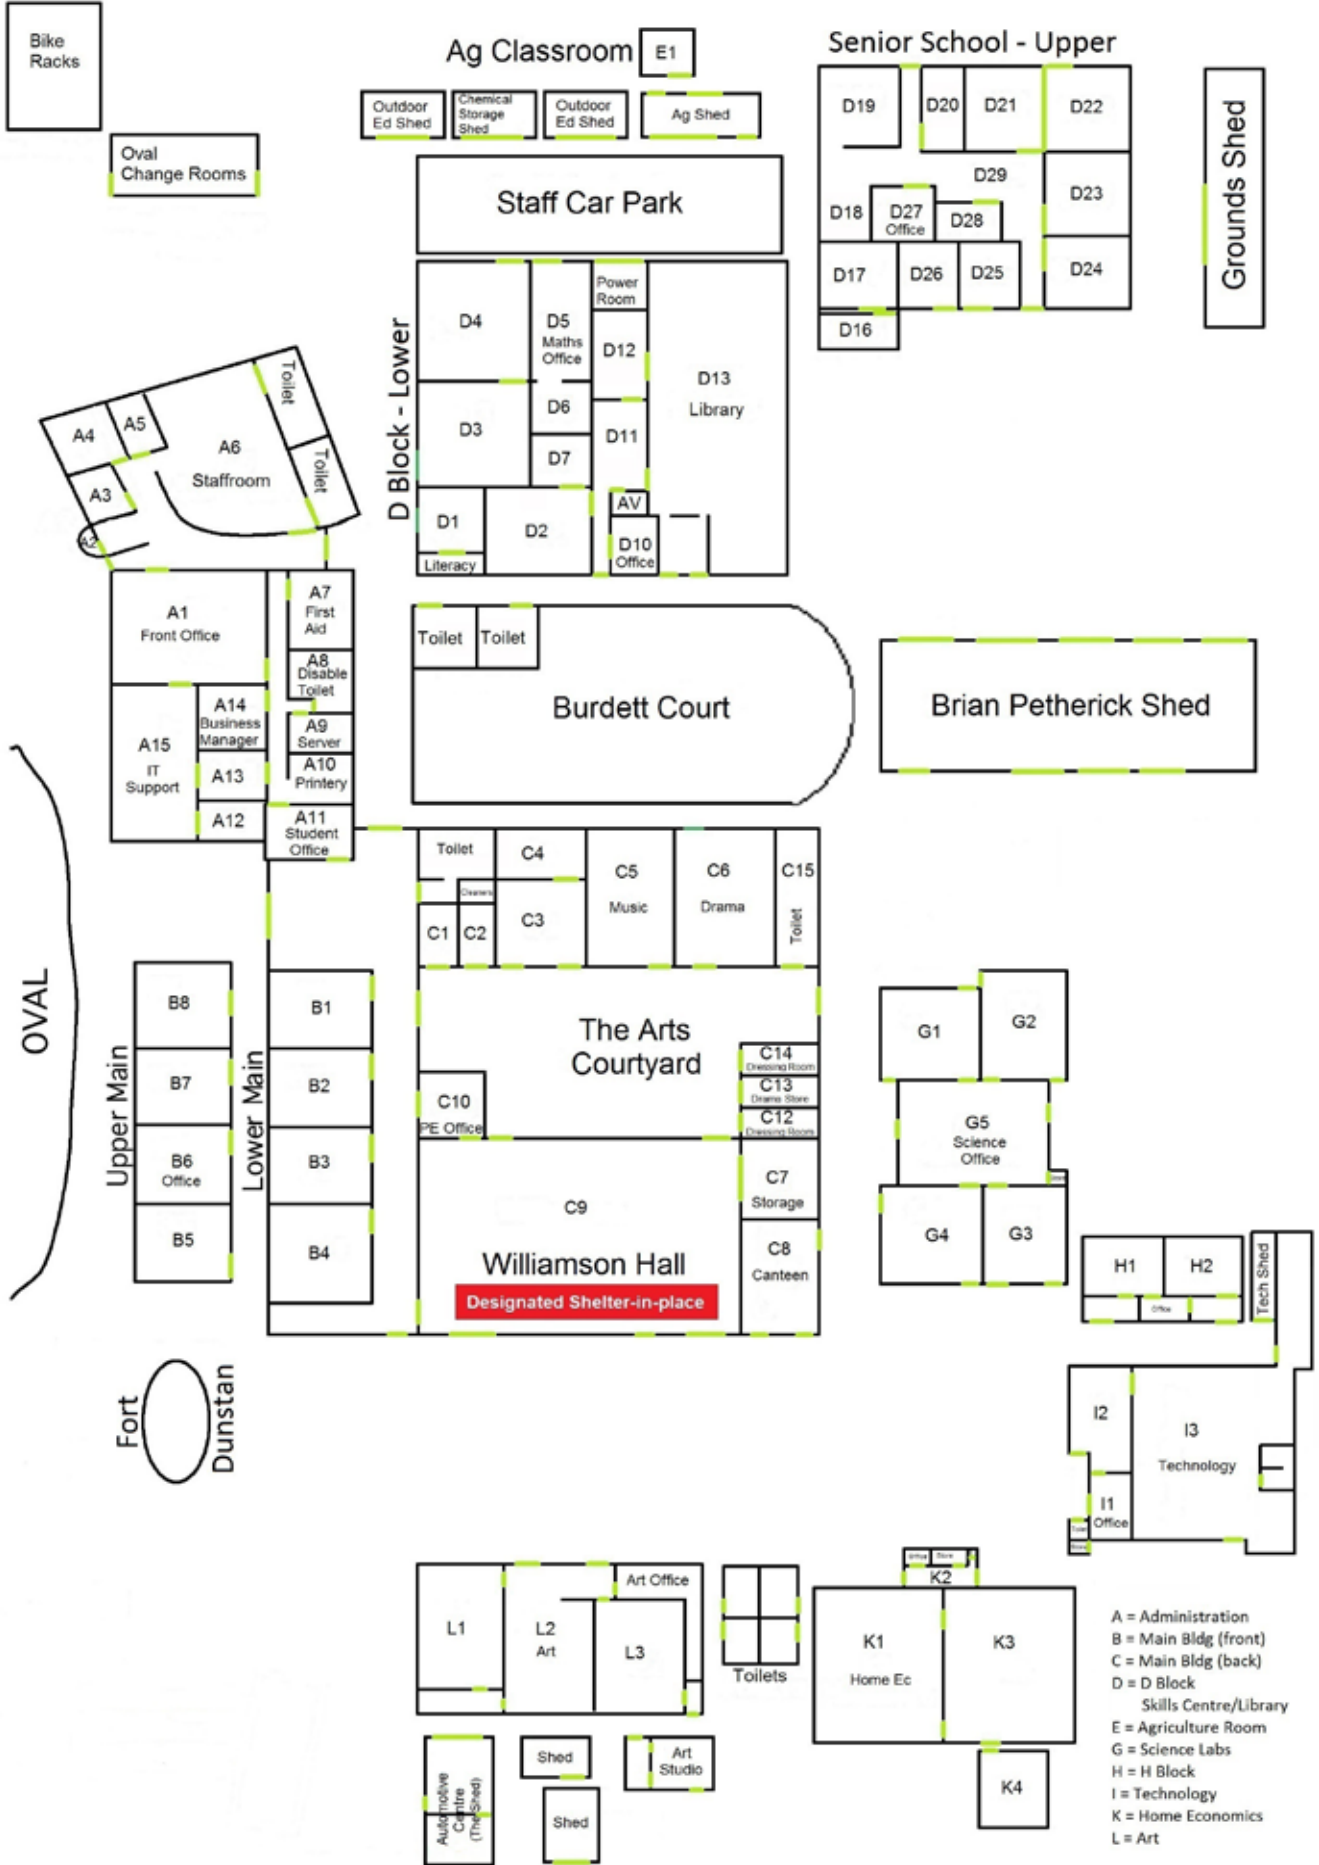 Bike
Racks
Oval
Change Rooms
Ag Classroom
E1
Outdoor
Ed Shed
Chemical
Storage
Shed
Outdoor
Ed Shed
Ag Shed
Staff Car Park
Senior School - Upper
D19
D20
D21
D22
D29
D23
D18
D27
Office
D28
D24
D17
D26
D25
D16
Grounds Shed
D Block - Lower
D4
D5
Maths
Office
Power
Room
D12
D13
Library
D3
D6
D11
D7
D1
D2
AV
D10
Office
Literacy
A4
A5
A6
Staffroom
Toilet
Toilet
A3
A2
A1
Front Office
A7
First
Aid
A8
Disable
Toilet
A14
Business
Manager
A9
Server
A15
IT
Support
A13
A10
Printery
A12
A11
Student
Office
Toilet
Toilet
Burdett Court
Brian Petherick Shed
OVAL
Toilet
Cleaners
C4
C3
C1
C2
C5
Music
C6
Drama
C15
Toilet
The Arts
Courtyard
C14
Dressing Room
C13
Drama Store
C12
Dressing Room
C10
PE Office
C7
Storage
C8
Canteen
C9
Williamson Hall
Designated Shelter-in-place
Upper Main
B8
B7
B6
Office
B5
Lower Main
B1
B2
B3
B4
G1
G2
G5
Science
Office
G4
G3
H1
H2
Office
Tech Shed
I2
I3
Technology
I1
Office
Toilet
Fort
Dunstan
L1
L2
Art
Art Office
L3
Toilets
Office
Store
K2
K1
Home Ec
K3
K4
Automotive
Centre
(The Shed)
Shed
Shed
Art
Studio
A = Administration
B = Main Bldg (front)
C = Main Bldg (back)
D = D Block
Skills Centre/Library
E = Agriculture Room
G = Science Labs
H = H Block
I = Technology
K = Home Economics
L = Art